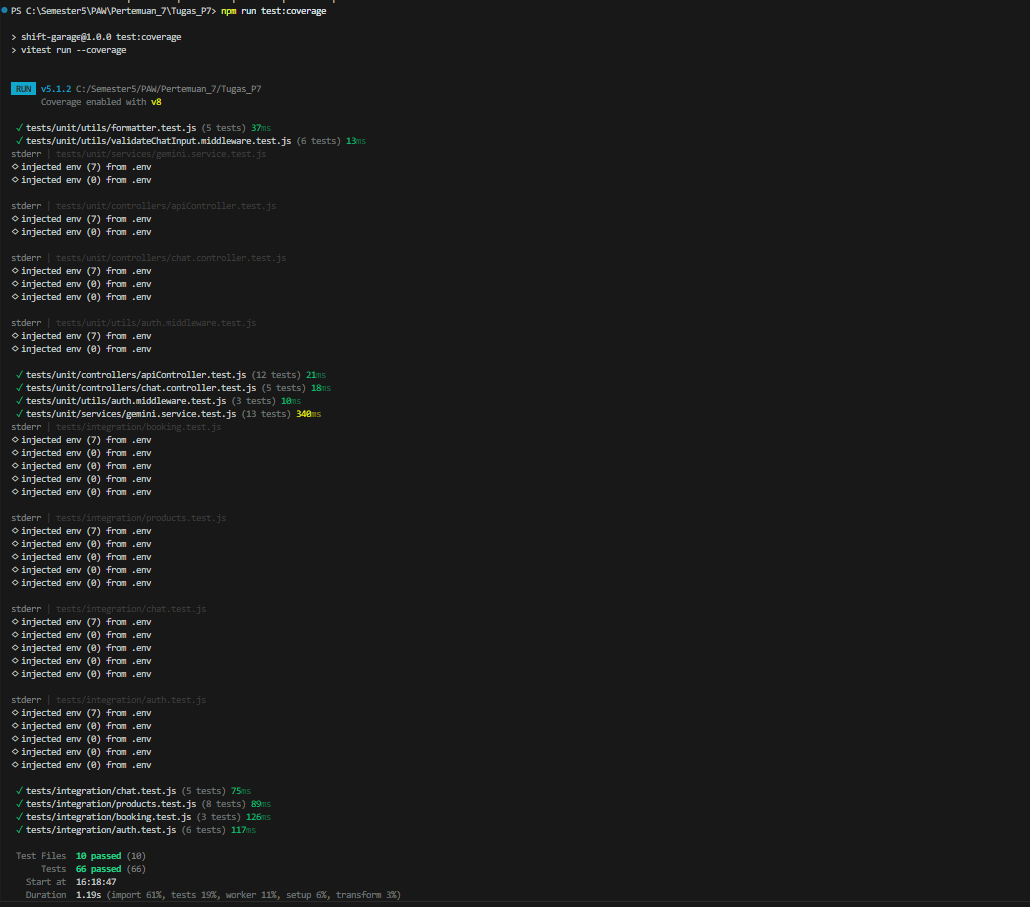 PS C:\Semester5\PAW\Pertemuan_7\Tugas_P7> npm run test:coverage
> shift-garage@1.0.0 test:coverage
> vitest run --coverage
RUN v5.1.2 C:/Semester5/PAW/Pertemuan_7/Tugas_P7
Coverage enabled with v8
✓ tests/unit/utils/formatter.test.js (5 tests) 37ms
✓ tests/unit/utils/validateChatInput.middleware.test.js (6 tests) 13ms
stderr | tests/unit/services/gemini.service.test.js
◇ injected env (7) from .env
◇ injected env (0) from .env
stderr | tests/unit/controllers/apiController.test.js
◇ injected env (7) from .env
◇ injected env (0) from .env
stderr | tests/unit/controllers/chat.controller.test.js
◇ injected env (7) from .env
◇ injected env (0) from .env
◇ injected env (0) from .env
stderr | tests/unit/utils/auth.middleware.test.js
◇ injected env (7) from .env
◇ injected env (0) from .env
✓ tests/unit/controllers/apiController.test.js (12 tests) 21ms
✓ tests/unit/controllers/chat.controller.test.js (5 tests) 18ms
✓ tests/unit/utils/auth.middleware.test.js (3 tests) 10ms
✓ tests/unit/services/gemini.service.test.js (13 tests) 340ms
stderr | tests/integration/booking.test.js
◇ injected env (7) from .env
◇ injected env (0) from .env
◇ injected env (0) from .env
◇ injected env (0) from .env
◇ injected env (0) from .env
stderr | tests/integration/products.test.js
◇ injected env (7) from .env
◇ injected env (0) from .env
◇ injected env (0) from .env
◇ injected env (0) from .env
◇ injected env (0) from .env
stderr | tests/integration/chat.test.js
◇ injected env (7) from .env
◇ injected env (0) from .env
◇ injected env (0) from .env
◇ injected env (0) from .env
◇ injected env (0) from .env
stderr | tests/integration/auth.test.js
◇ injected env (7) from .env
◇ injected env (0) from .env
◇ injected env (0) from .env
◇ injected env (0) from .env
◇ injected env (0) from .env
✓ tests/integration/chat.test.js (5 tests) 75ms
✓ tests/integration/products.test.js (8 tests) 89ms
✓ tests/integration/booking.test.js (3 tests) 126ms
✓ tests/integration/auth.test.js (6 tests) 117ms
Test Files 10 passed (10)
Tests 66 passed (66)
Start at 16:18:47
Duration 1.19s (import 61%, tests 19%, worker 11%, setup 6%, transform 3%)